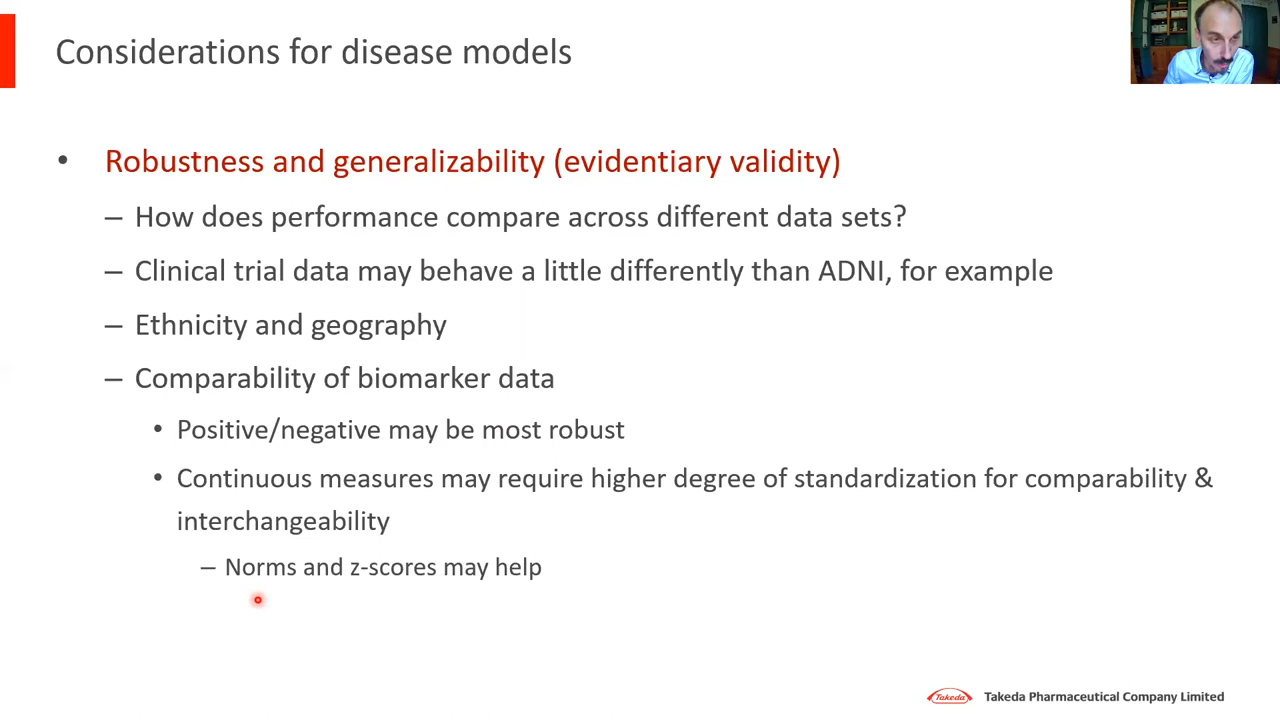 Considerations for disease models
• Robustness and generalizability (evidentiary validity)
– How does performance compare across different data sets?
– Clinical trial data may behave a little differently than ADNI, for example
– Ethnicity and geography
– Comparability of biomarker data
• Positive/negative may be most robust
• Continuous measures may require higher degree of standardization for comparability &
interchangeability
– Norms and z-scores may help
Takeda Takeda Pharmaceutical Company Limited